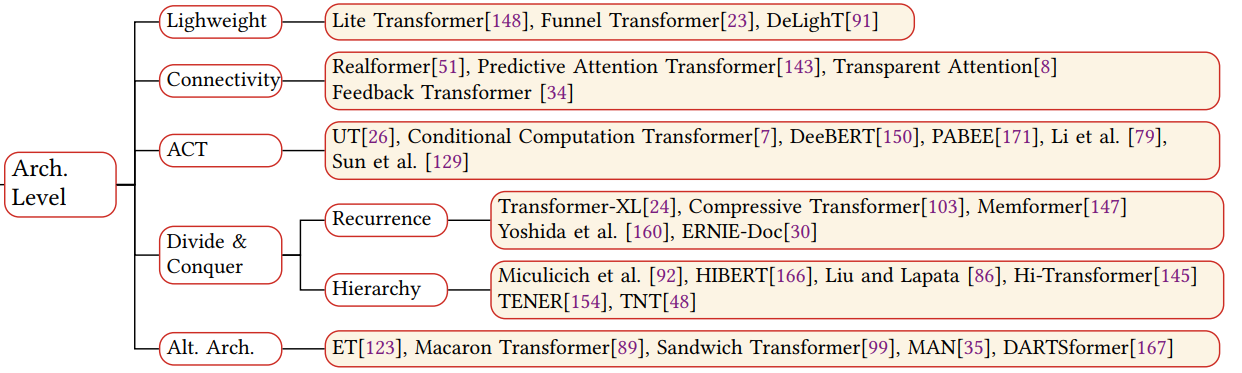 Lighweight
Lite Transformer[148], Funnel Transformer[23], DeLighT[91]
Connectivity
Realformer[51], Predictive Attention Transformer[143], Transparent Attention[8]
Feedback Transformer [34]
ACT
UT[26], Conditional Computation Transformer[7], DeeBERT[150], PABEE[171], Li et al. [79],
Sun et al. [129]
Arch.
Level
Divide &
Conquer
Recurrence
Transformer-XL[24], Compressive Transformer[103], Memformer[147]
Yoshida et al. [160], ERNIE-Doc[30]
Hierarchy
Miculicich et al. [92], HIBERT[166], Liu and Lapata [86], Hi-Transformer[145]
TENER[154], TNT[48]
Alt. Arch.
ET[123], Macaron Transformer[89], Sandwich Transformer[99], MAN[35], DARTSformer[167]